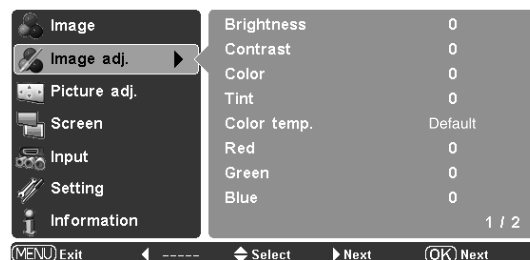 Image
Image adj.
Picture adj.
Screen
Input
Setting
Information
Brightness 0
Contrast 0
Color 0
Tint 0
Color temp. Default
Red 0
Green 0
Blue 0
1 / 2
MENU Exit ----- Select Next OK Next